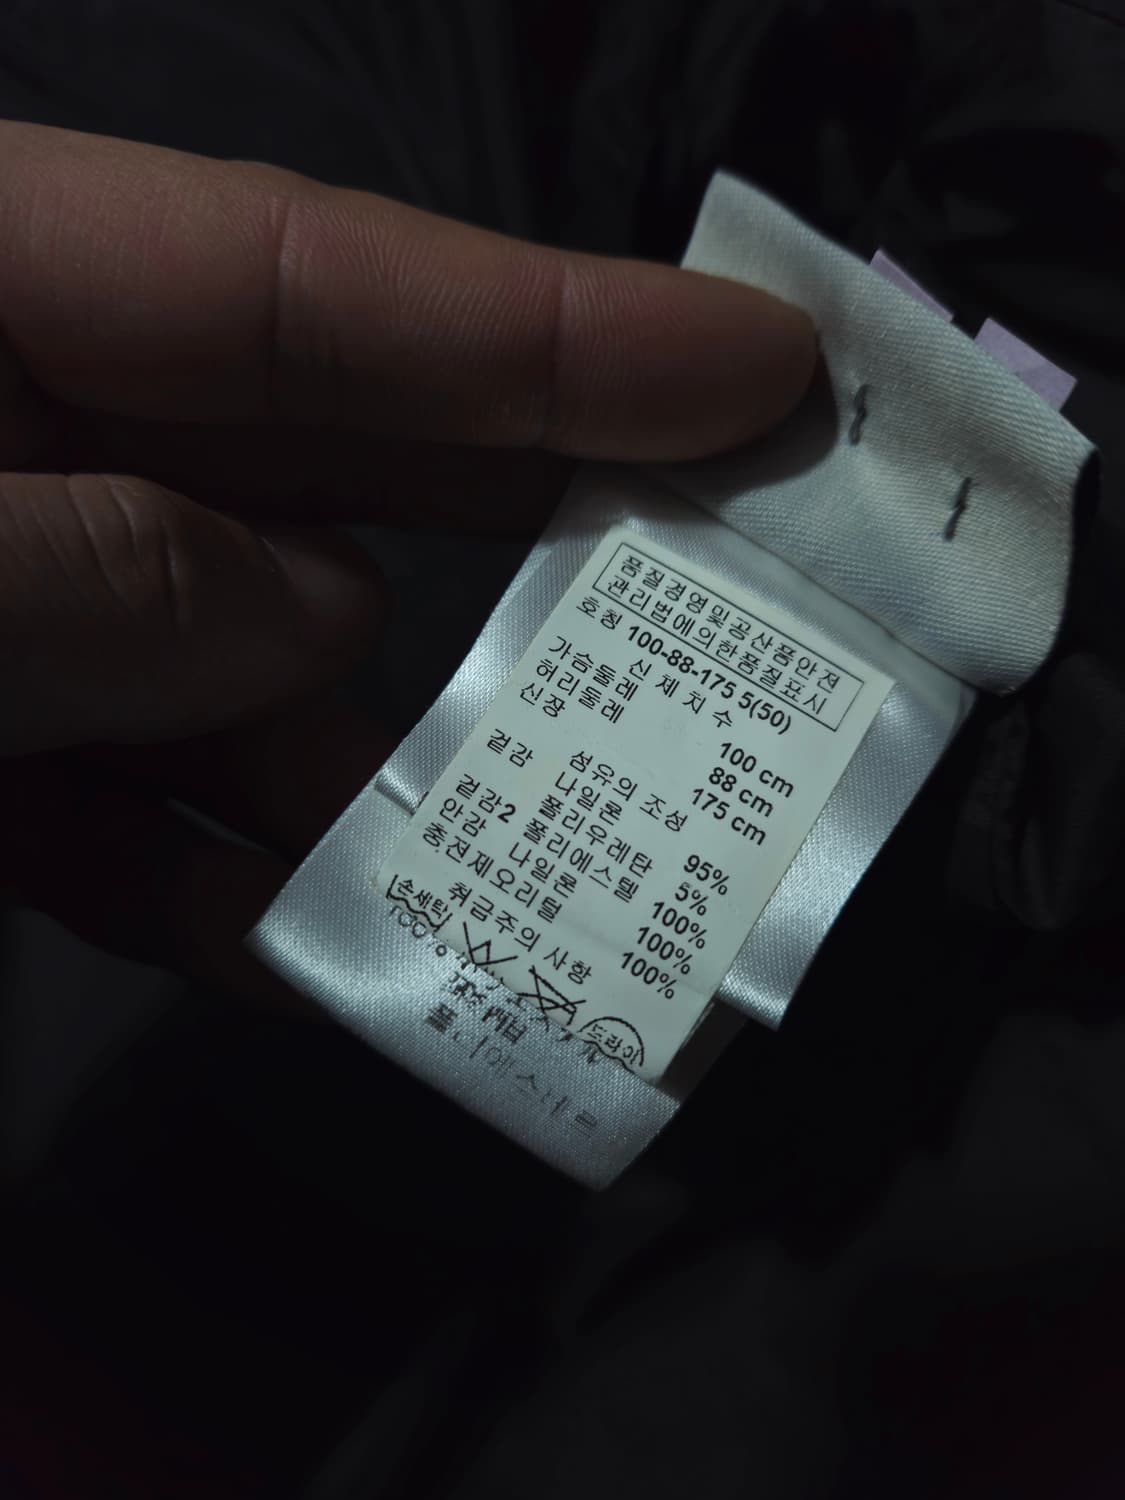 품질경영및공산품안전
관리법에의한품질표시
호칭 100-88-175 5(50)
신 체 치 수
가슴둘레 100 cm
허리둘레 88 cm
신장 175 cm
섬유의 조성
겉감 나일론 95%
폴리우레탄 5%
겉감2 폴리에스텔 100%
안감 나일론 100%
충전제오리털 100%
취급주의 사항
손세탁
드라이
100%